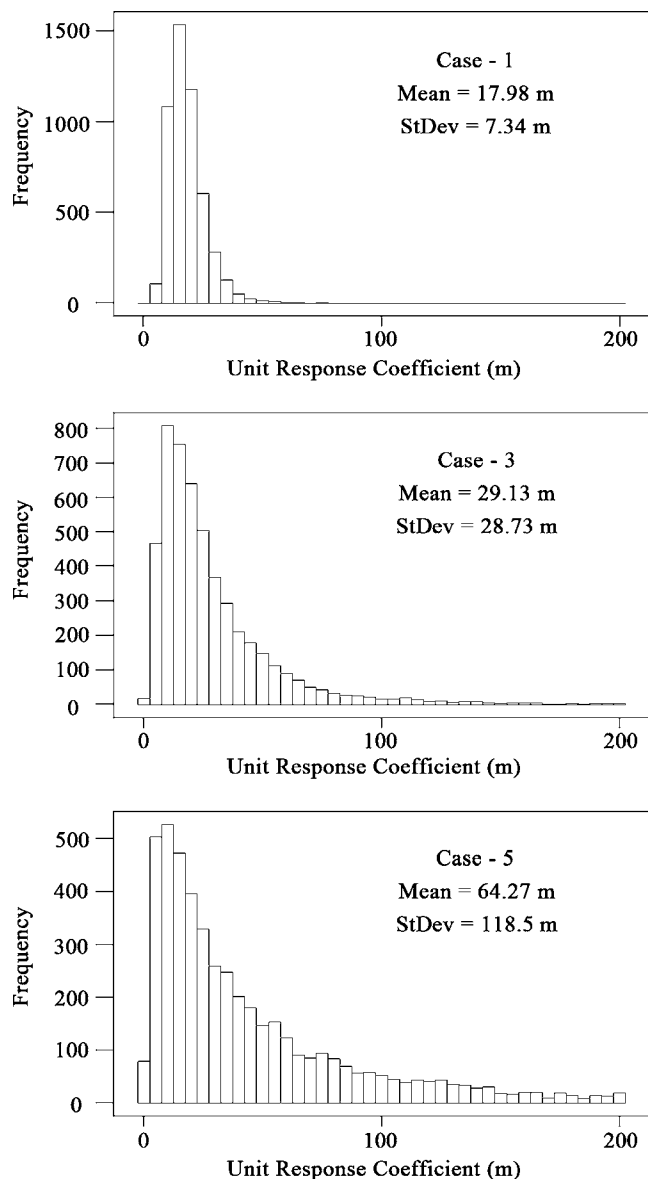 1500
1000
500
0
Frequency
Case - 1
Mean = 17.98 m
StDev = 7.34 m
0 100 200
Unit Response Coefficient (m)
800
700
600
500
400
300
200
100
0
Frequency
Case - 3
Mean = 29.13 m
StDev = 28.73 m
0 100 200
Unit Response Coefficient (m)
500
400
300
200
100
0
Frequency
Case - 5
Mean = 64.27 m
StDev = 118.5 m
0 100 200
Unit Response Coefficient (m)